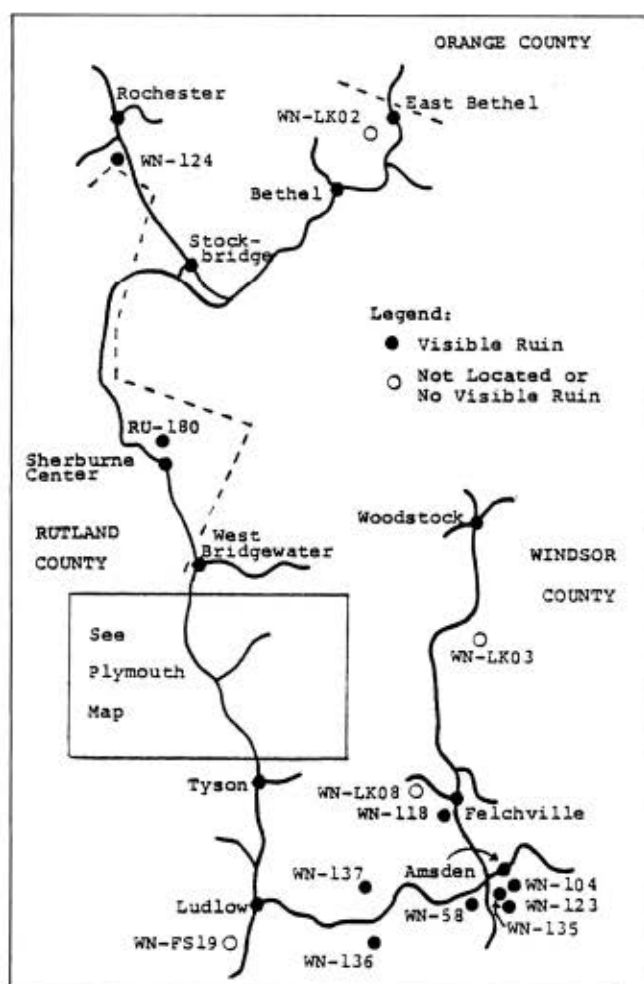 ORANGE COUNTY
Rochester
East Bethel
WN-LK02
WN-124
Bethel
Stock-
bridge
Legend:
Visible Ruin
Not Located or
No Visible Ruin
RU-180
Sherburne
Center
Woodstock
RUTLAND
COUNTY
West
Bridgewater
WINDSOR
COUNTY
See
Plymouth
Map
WN-LK03
Tyson
WN-LK08
WN-118
Felchville
Amsden
WN-137
WN-104
Ludlow
WN-58
WN-123
WN-135
WN-FS19
WN-136